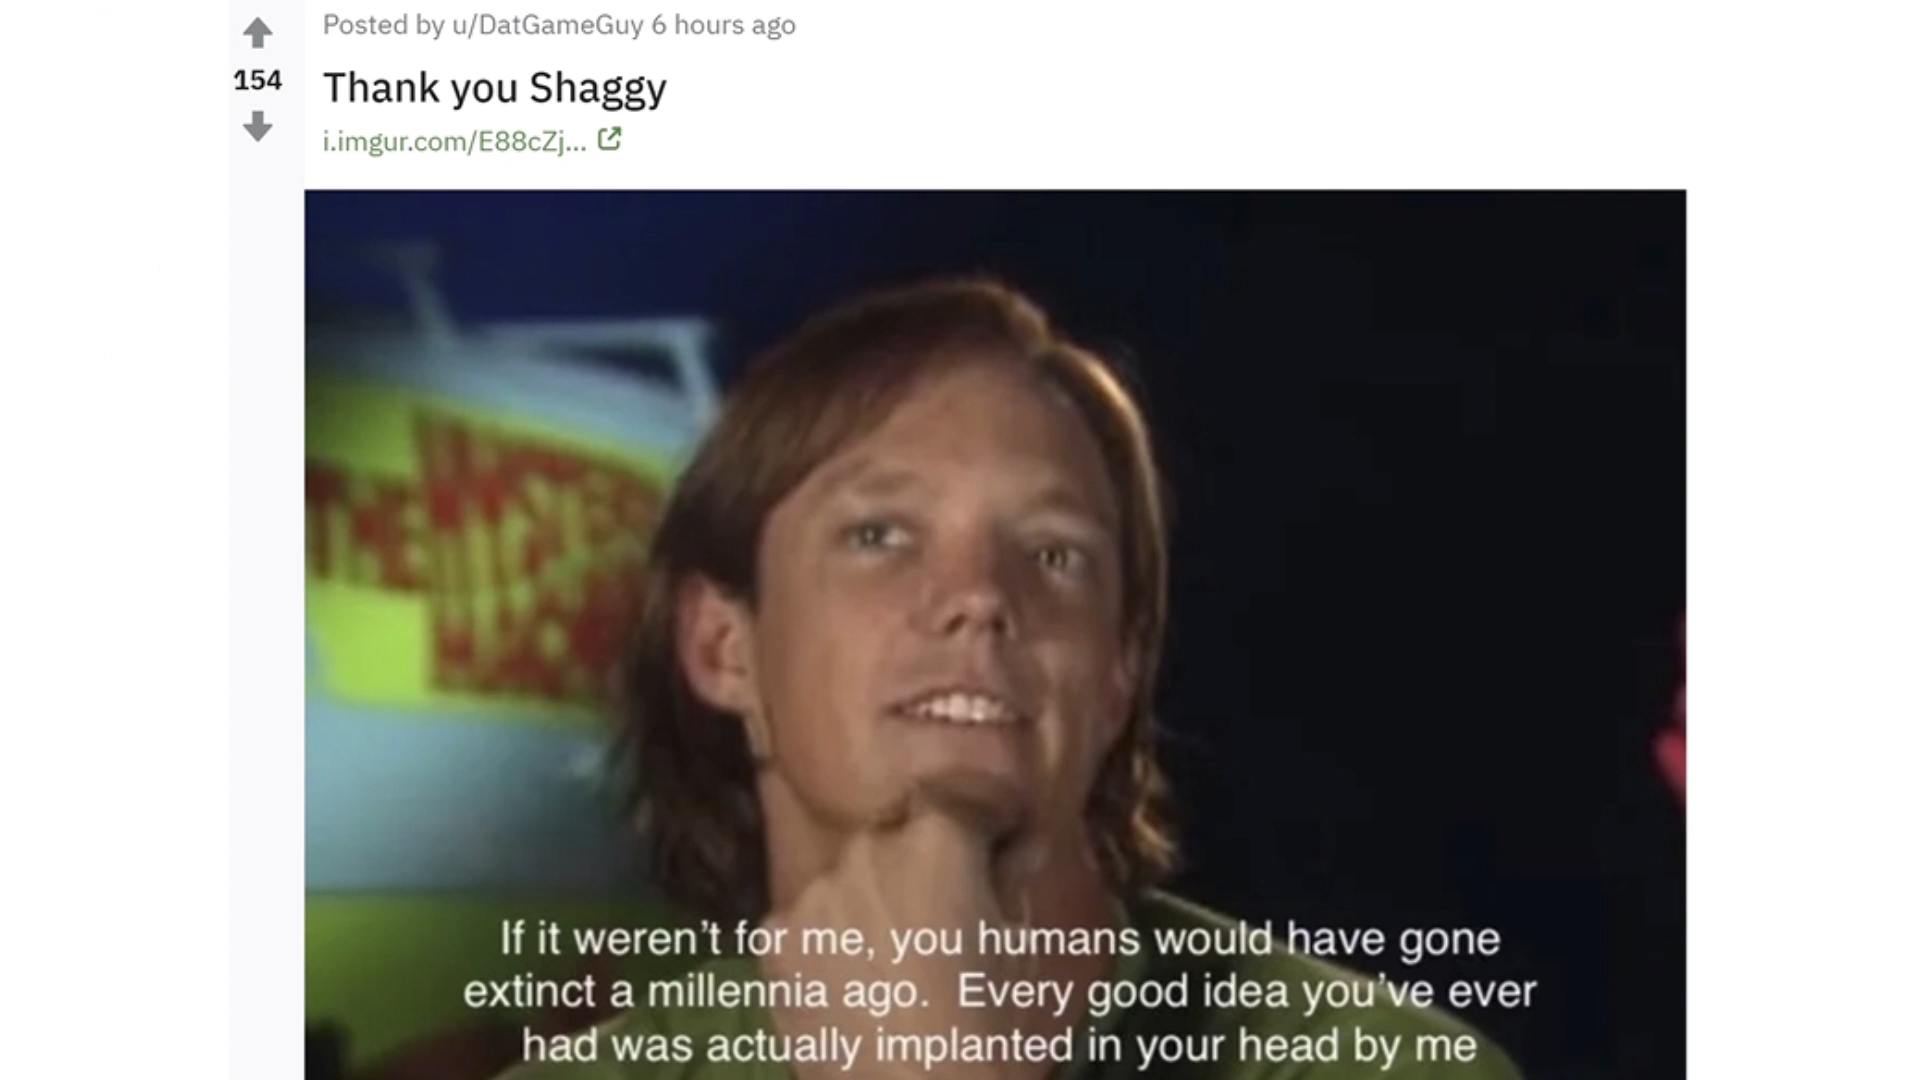 Posted by u/DatGameGuy 6 hours ago
154
Thank you Shaggy
i.imgur.com/E88cZj...
THE
If it weren't for me, you humans would have gone
extinct a millennia ago. Every good idea you've ever
had was actually implanted in your head by me